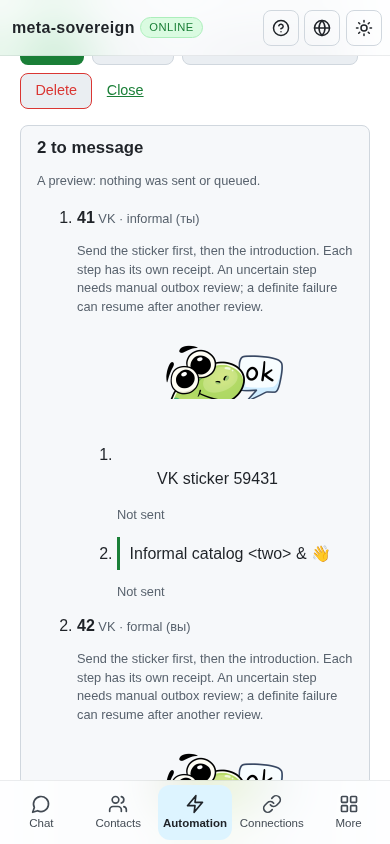 meta-sovereign ONLINE
Delete Close
2 to message
A preview: nothing was sent or queued.
1. 41 VK · informal (ты)
Send the sticker first, then the introduction. Each
step has its own receipt. An uncertain step
needs manual outbox review; a definite failure
can resume after another review.
ok
1.
VK sticker 59431
Not sent
2. Informal catalog <two> & 👋
Not sent
2. 42 VK · formal (вы)
Send the sticker first, then the introduction. Each
step has its own receipt. An uncertain step
needs manual outbox review; a definite failure
can resume after another review.
ok
Chat Contacts Automation Connections More